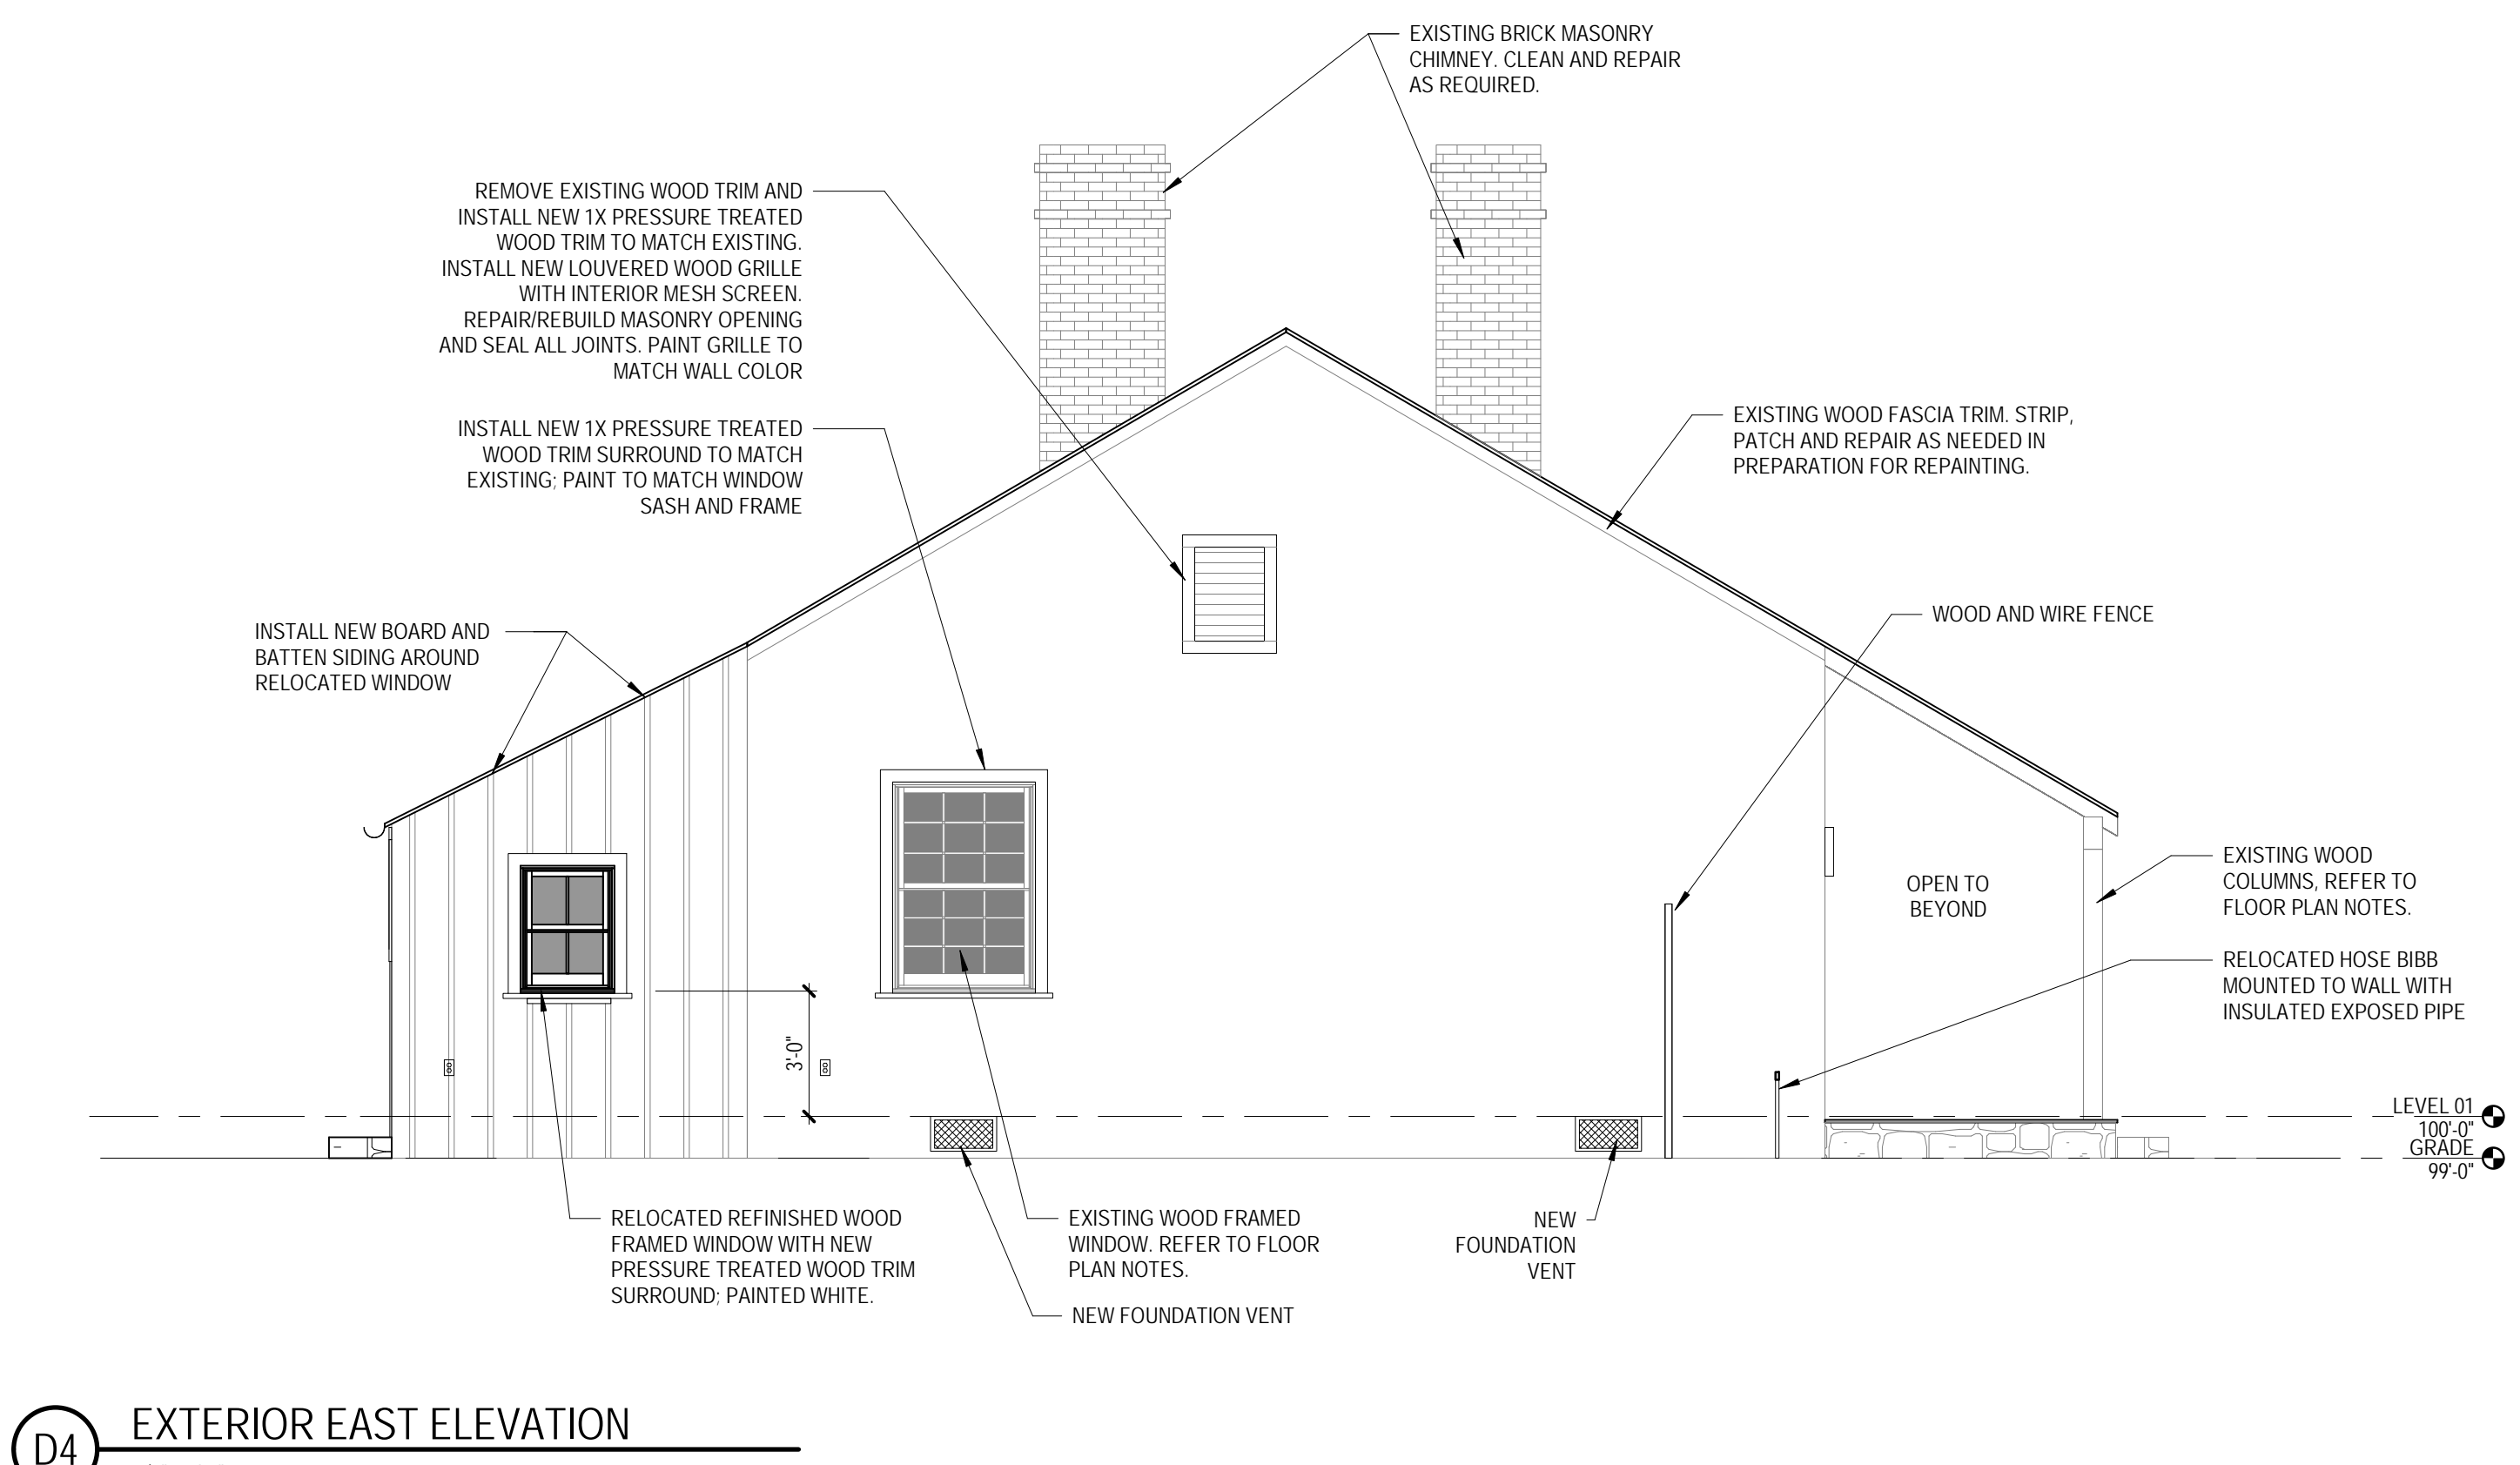 EXISTING BRICK MASONRY
CHIMNEY. CLEAN AND REPAIR
AS REQUIRED.
REMOVE EXISTING WOOD TRIM AND
INSTALL NEW 1X PRESSURE TREATED
WOOD TRIM TO MATCH EXISTING.
INSTALL NEW LOUVERED WOOD GRILLE
WITH INTERIOR MESH SCREEN.
REPAIR/REBUILD MASONRY OPENING
AND SEAL ALL JOINTS. PAINT GRILLE TO
MATCH WALL COLOR
INSTALL NEW 1X PRESSURE TREATED
WOOD TRIM SURROUND TO MATCH
EXISTING; PAINT TO MATCH WINDOW
SASH AND FRAME
EXISTING WOOD FASCIA TRIM. STRIP,
PATCH AND REPAIR AS NEEDED IN
PREPARATION FOR REPAINTING.
INSTALL NEW BOARD AND
BATTEN SIDING AROUND
RELOCATED WINDOW
WOOD AND WIRE FENCE
OPEN TO
BEYOND
EXISTING WOOD
COLUMNS, REFER TO
FLOOR PLAN NOTES.
RELOCATED HOSE BIBB
MOUNTED TO WALL WITH
INSULATED EXPOSED PIPE
3'-0"
LEVEL 01
100'-0"
GRADE
99'-0"
RELOCATED REFINISHED WOOD
FRAMED WINDOW WITH NEW
PRESSURE TREATED WOOD TRIM
SURROUND; PAINTED WHITE.
EXISTING WOOD FRAMED
WINDOW. REFER TO FLOOR
PLAN NOTES.
NEW FOUNDATION VENT
NEW
FOUNDATION
VENT
D4
EXTERIOR EAST ELEVATION